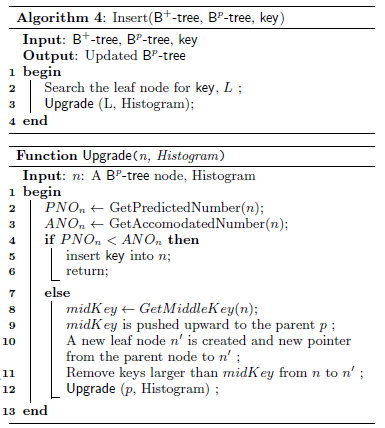 Algorithm 4: Insert(B⁺-tree, Bᵖ-tree, key)
Input: B⁺-tree, Bᵖ-tree, key
Output: Updated Bᵖ-tree
1 begin
2 Search the leaf node for key, L ;
3 Upgrade (L, Histogram);
4 end
Function Upgrade(n, Histogram)
Input: n: A Bᵖ-tree node, Histogram
1 begin
2 PNOₙ ← GetPredictedNumber(n);
3 ANOₙ ← GetAccomodatedNumber(n);
4 if PNOₙ < ANOₙ then
5 insert key into n;
6 return;
7 else
8 midKey ← GetMiddleKey(n);
9 midKey is pushed upward to the parent p ;
10 A new leaf node n′ is created and new pointer
from the parent node to n′ ;
11 Remove keys larger than midKey from n to n′ ;
12 Upgrade (p, Histogram) ;
13 end